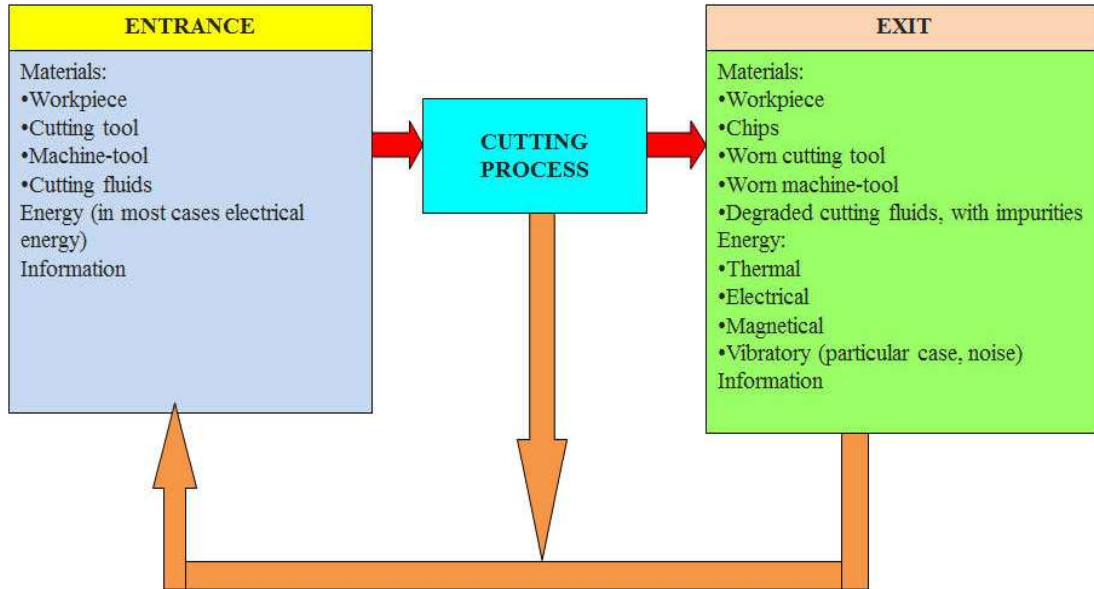 ENTRANCE
Materials:
•Workpiece
•Cutting tool
•Machine-tool
•Cutting fluids
Energy (in most cases electrical
energy)
Information
CUTTING
PROCESS
EXIT
Materials:
•Workpiece
•Chips
•Worn cutting tool
•Worn machine-tool
•Degraded cutting fluids, with impurities
Energy:
•Thermal
•Electrical
•Magnetical
•Vibratory (particular case, noise)
Information